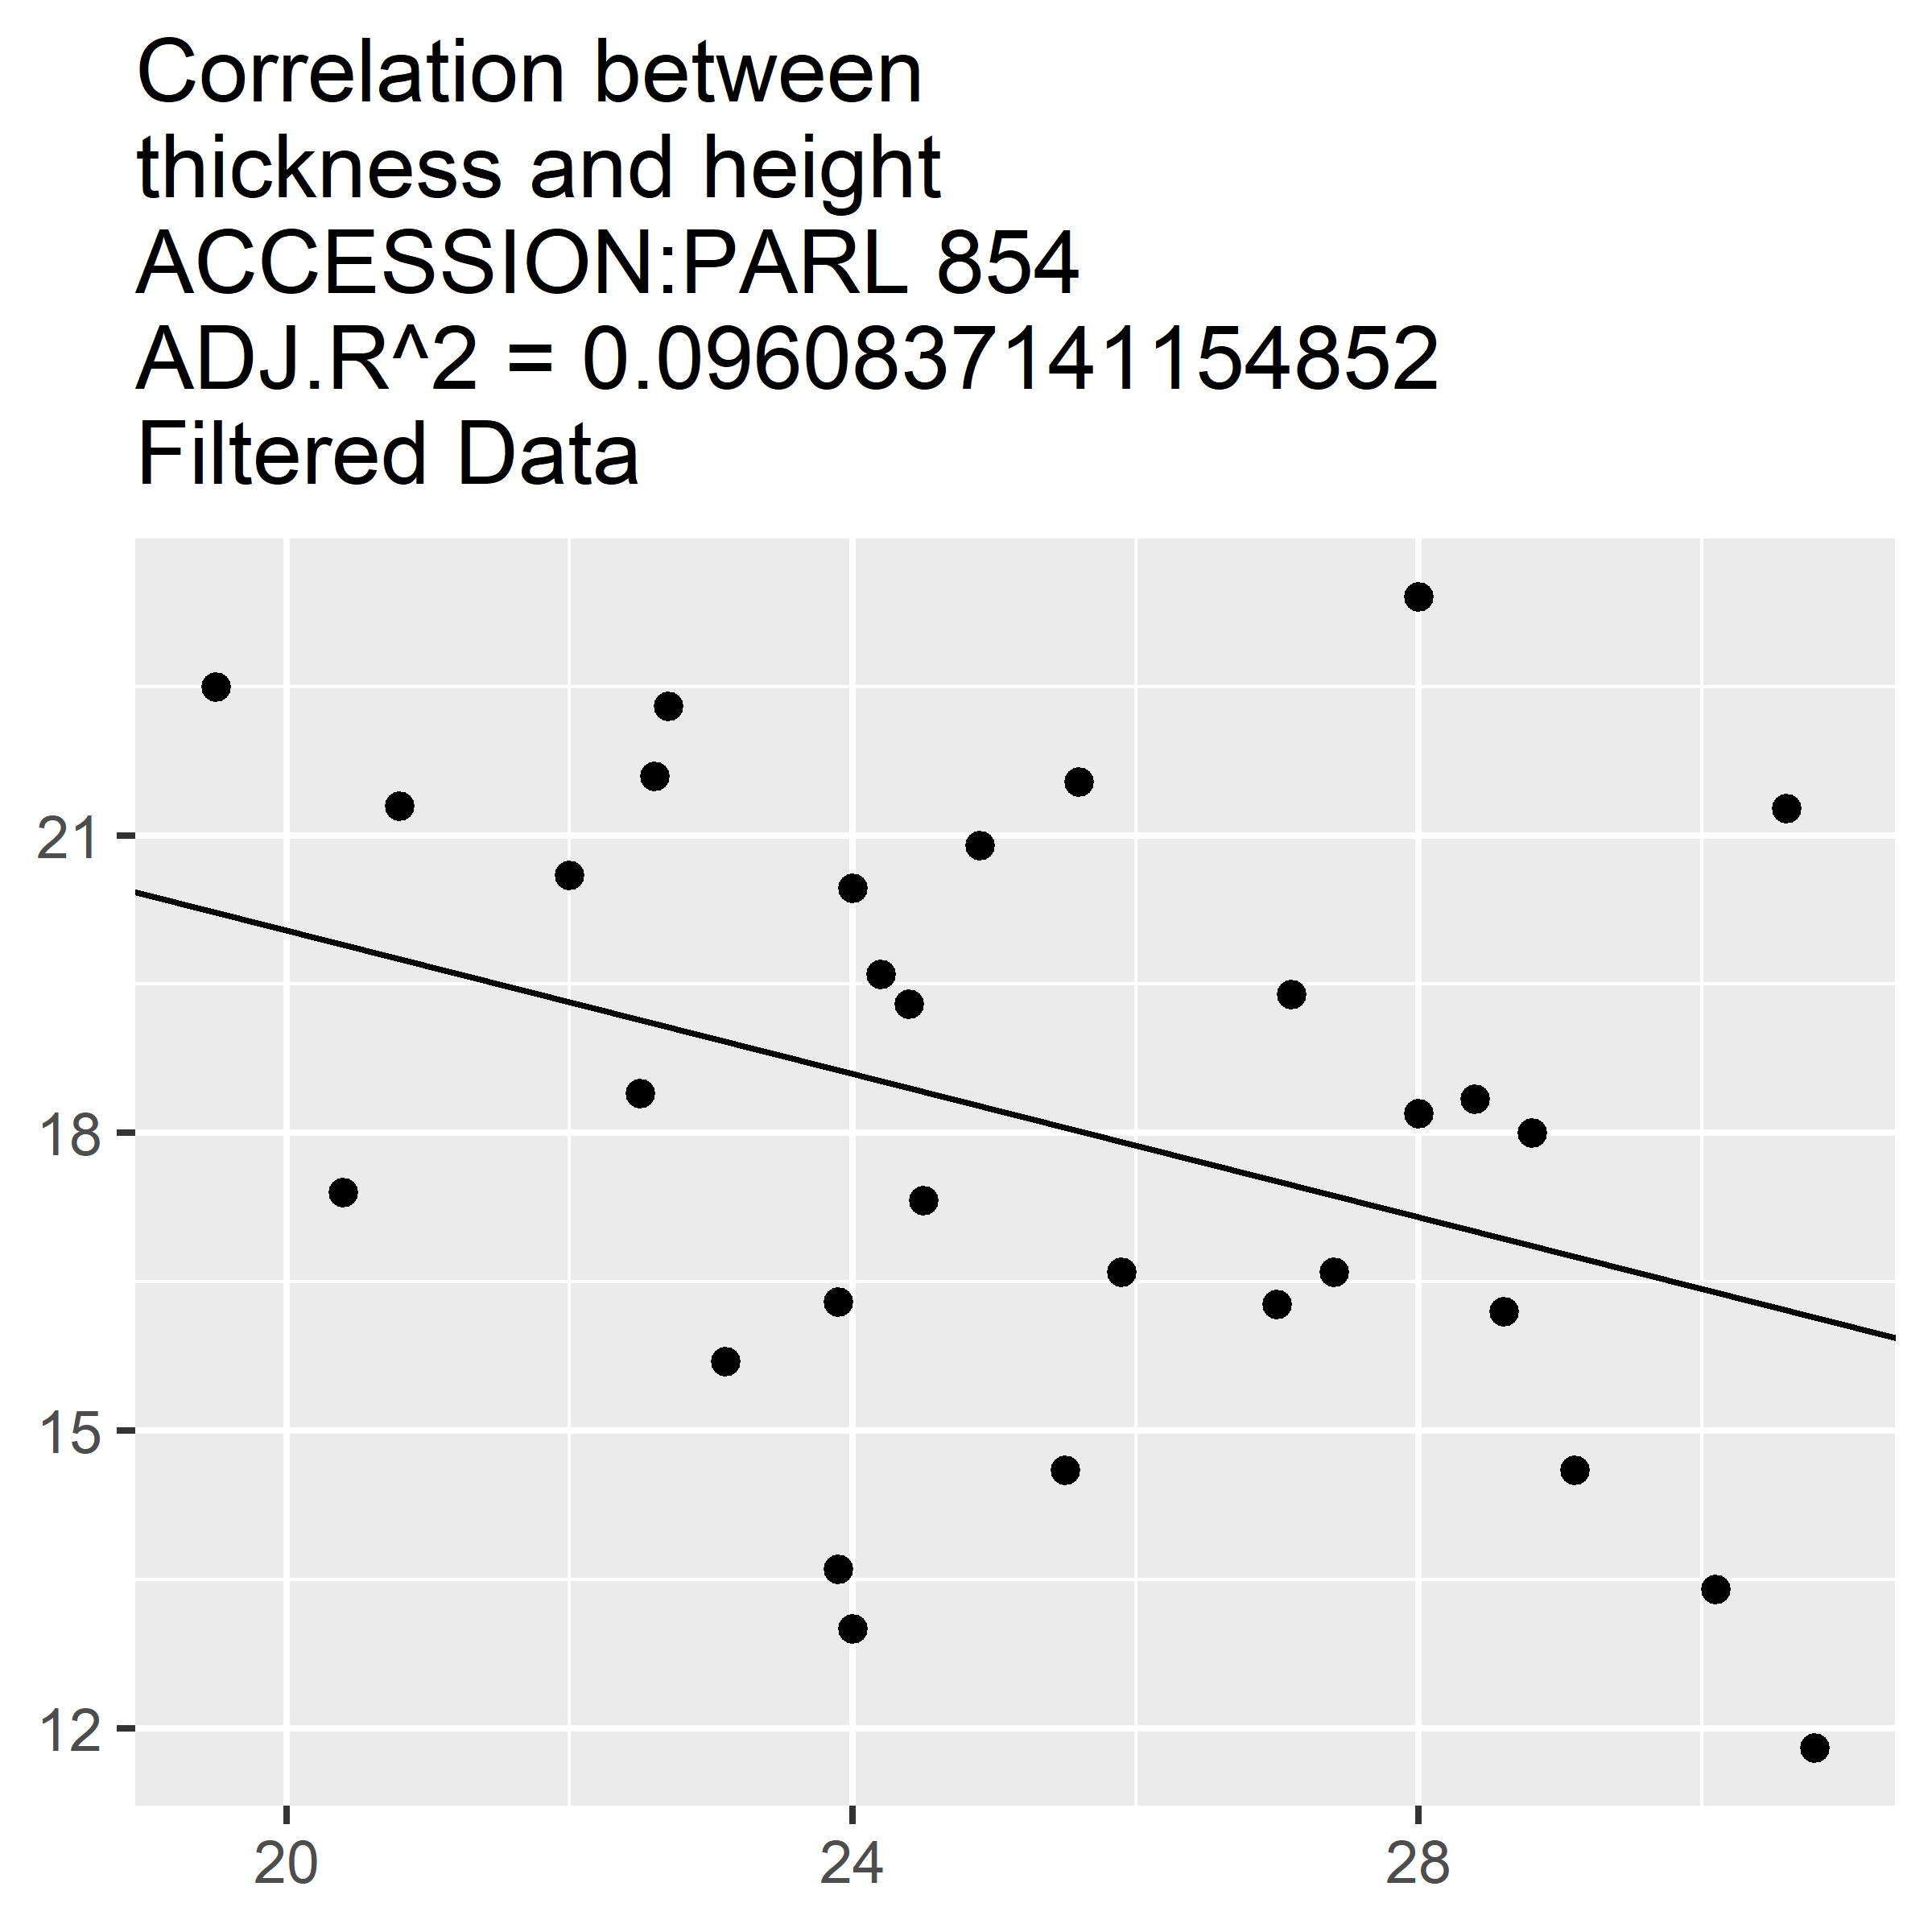 Correlation between
thickness and height
ACCESSION:PARL 854
ADJ.R^2 = 0.0960837141154852
Filtered Data
21
18
15
12
20 24 28